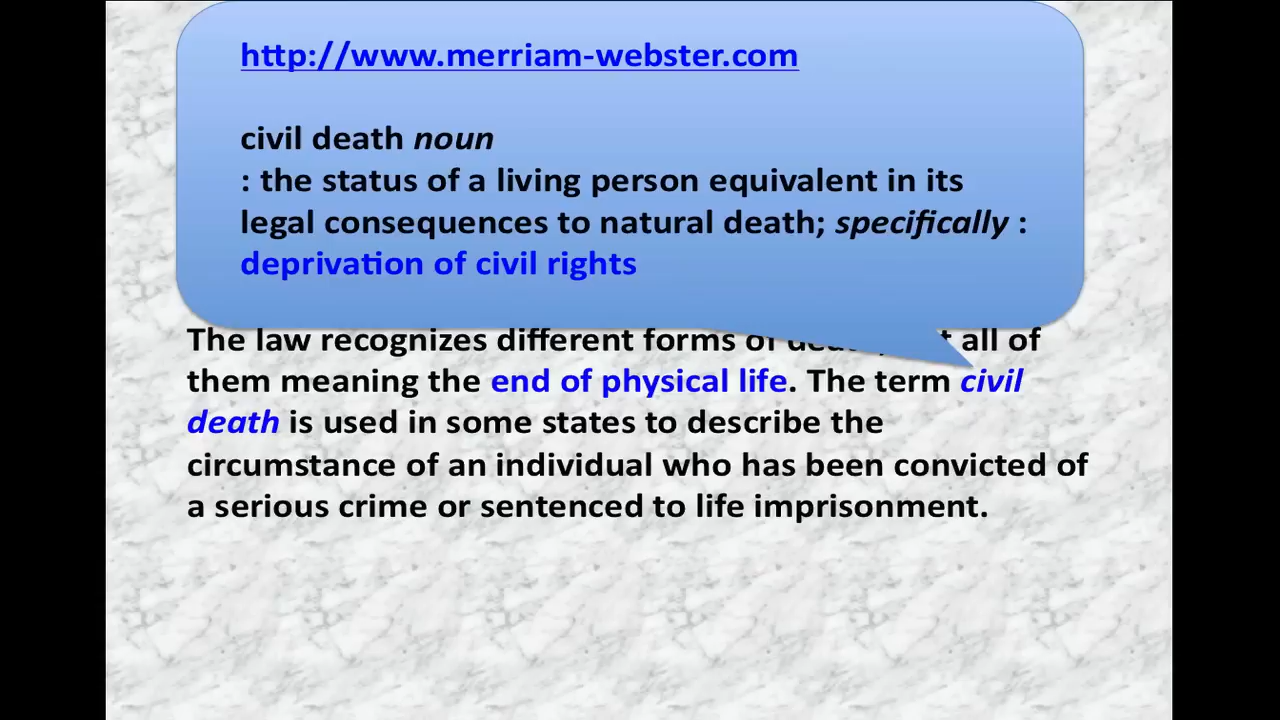 http://www.merriam-webster.com
civil death noun
: the status of a living person equivalent in its
legal consequences to natural death; specifically :
deprivation of civil rights
The law recognizes different forms of all of
them meaning the end of physical life. The term civil
death is used in some states to describe the
circumstance of an individual who has been convicted of
a serious crime or sentenced to life imprisonment.